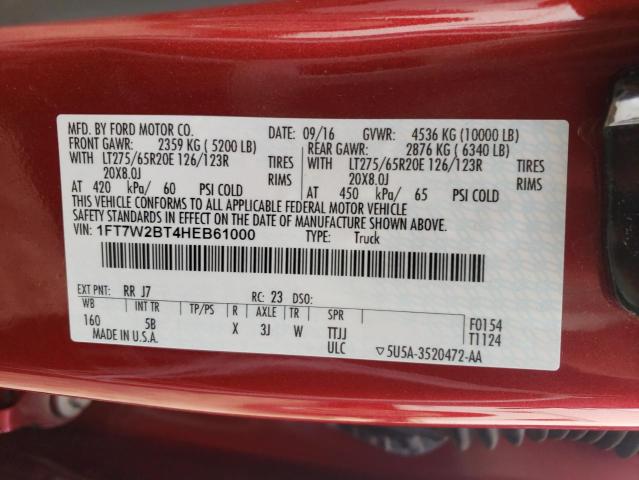 MFD. BY FORD MOTOR CO. 09/16 GVWR: 4536 KG (10000 LB)
FRONT GAWR: 2359 KG ( 5200 LB) REAR GAWR: 2876 KG ( 6340 LB)
WITH LT275/65R20E 126/123R TIRES WITH LT275/65R20E 126/123R TIRES
20X8.0J RIMS 20X8.0J RIMS
AT 420 kPa/ 60 PSI COLD AT 450 kPa/ 65 PSI COLD
THIS VEHICLE CONFORMS TO ALL APPLICABLE FEDERAL MOTOR VEHICLE
SAFETY STANDARDS IN EFFECT ON THE DATE OF MANUFACTURE SHOWN ABOVE.
VIN: 1FT7W2BT4HEB61000 TYPE: Truck
EXT PNT: RR J7 RC: 23 DSO:
WB INT TR TP/PS R AXLE TR SPR
160 5B X 3J W TTJJ F0154
MADE IN U.S.A. ULC T1124
▽5U5A-3520472-AA